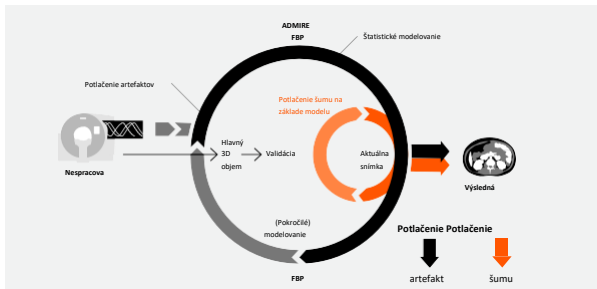 ADMIRE
FBP
Štatistické modelovanie
Potlačenie artefaktov
Potlačenie šumu na
základe modelu
Hlavný
3D
objem
Validácia
Aktuálna
snímka
Nespracova
Výsledná
(Pokročilé)
modelovanie
FBP
Potlačenie Potlačenie
artefakt
šumu